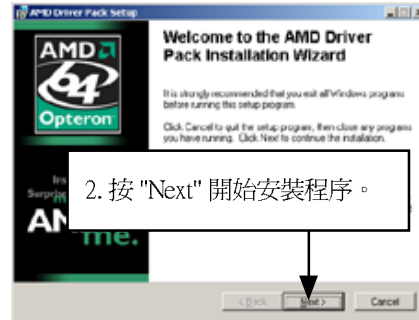 AMD Driver Pack Setup
AMD
64
Opteron
Welcome to the AMD Driver
Pack Installation Wizard
It is strongly recommended that you exit all Windows programs
before running this setup program.
Click Cancel to quit the setup program, then close any programs
you have running. Click Next to continue the installation.
2. 按 "Next" 開始安裝程序。
me.
< Back
Next >
Cancel